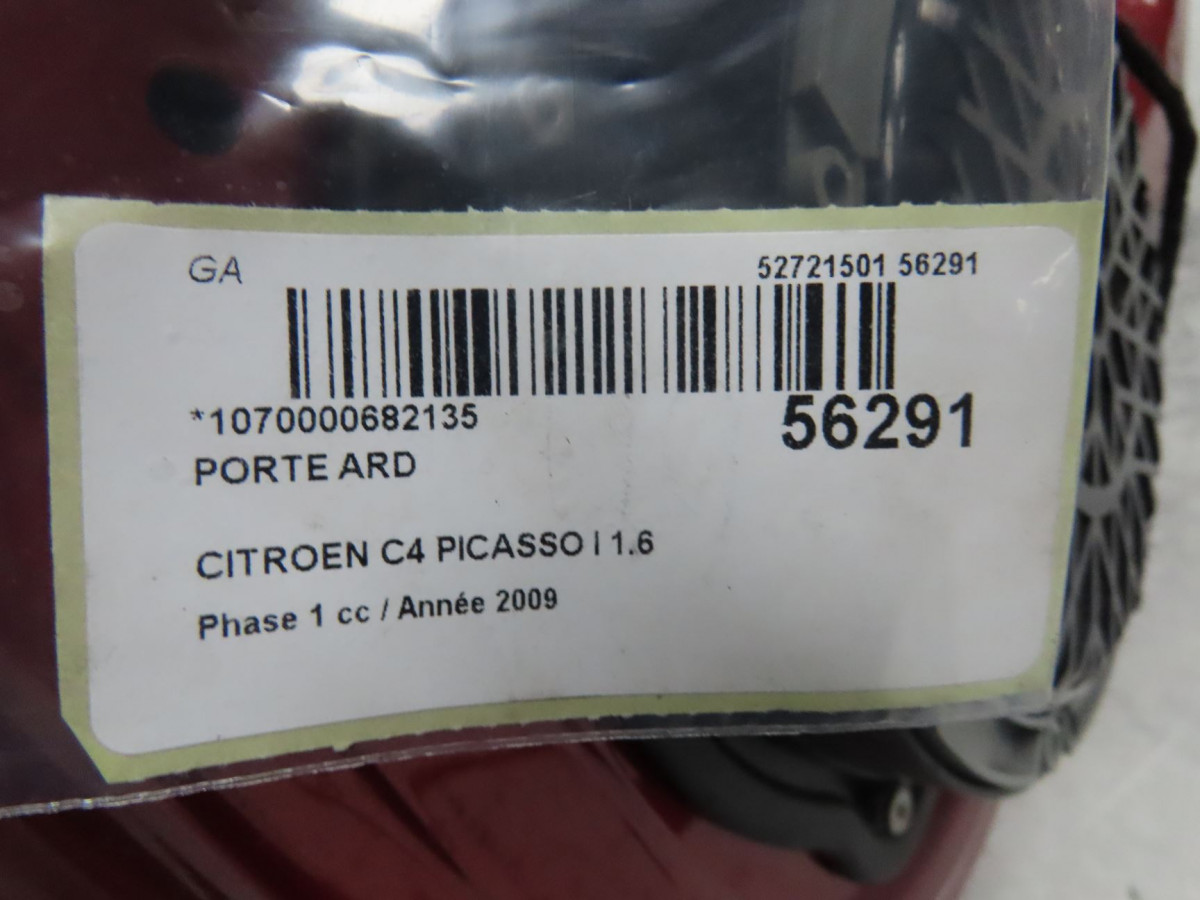 GA 52721501 56291
*1070000682135 56291
PORTE ARD
CITROEN C4 PICASSO I 1.6
Phase 1 cc / Année 2009